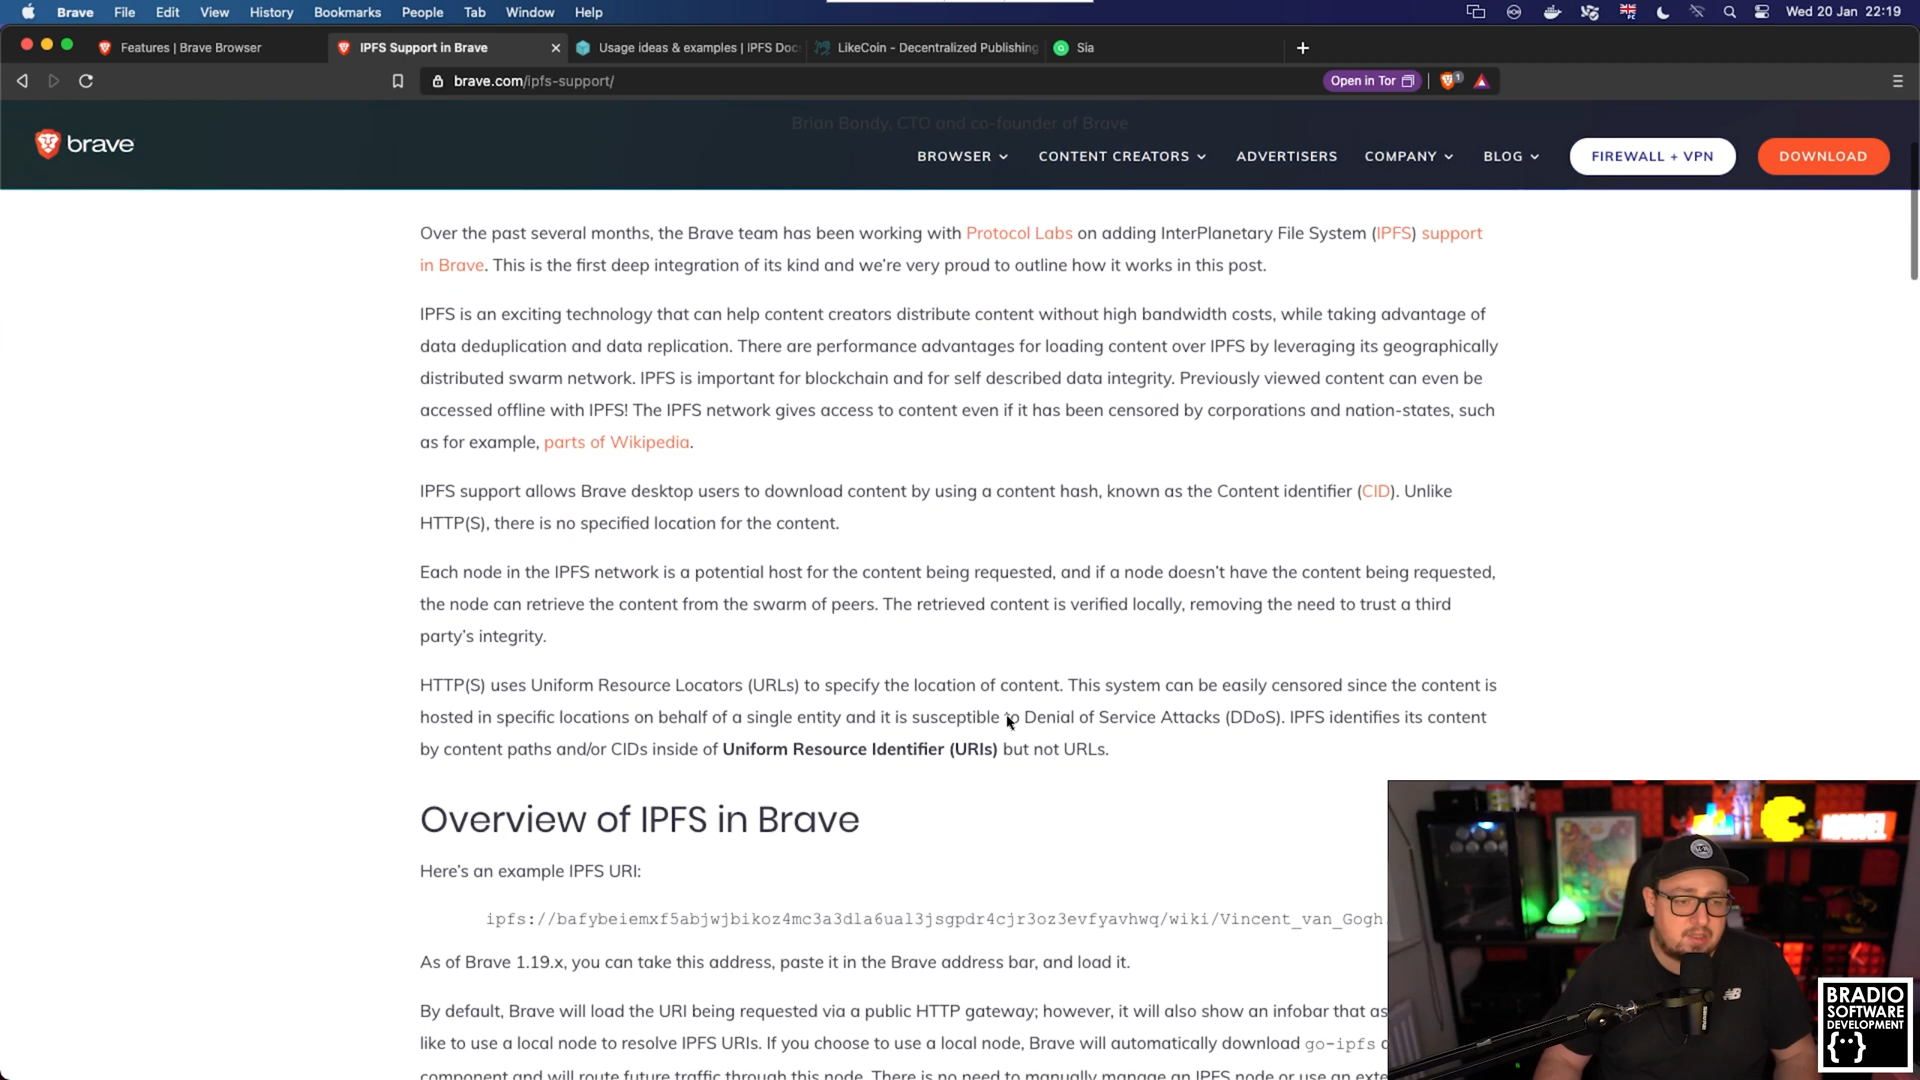 Brave File Edit View History Bookmarks People Tab Window Help Wed 20 Jan 22:19
Features | Brave Browser IPFS Support in Brave Usage ideas & examples | IPFS Doc LikeCoin - Decentralized Publishing Sia
brave.com/ipfs-support/ Open in Tor 1
Brian Bondy, CTO and co-founder of Brave
brave BROWSER CONTENT CREATORS ADVERTISERS COMPANY BLOG FIREWALL + VPN DOWNLOAD
Over the past several months, the Brave team has been working with Protocol Labs on adding InterPlanetary File System (IPFS) support
in Brave. This is the first deep integration of its kind and we're very proud to outline how it works in this post.
IPFS is an exciting technology that can help content creators distribute content without high bandwidth costs, while taking advantage of
data deduplication and data replication. There are performance advantages for loading content over IPFS by leveraging its geographically
distributed swarm network. IPFS is important for blockchain and for self described data integrity. Previously viewed content can even be
accessed offline with IPFS! The IPFS network gives access to content even if it has been censored by corporations and nation-states, such
as for example, parts of Wikipedia.
IPFS support allows Brave desktop users to download content by using a content hash, known as the Content identifier (CID). Unlike
HTTP(S), there is no specified location for the content.
Each node in the IPFS network is a potential host for the content being requested, and if a node doesn't have the content being requested,
the node can retrieve the content from the swarm of peers. The retrieved content is verified locally, removing the need to trust a third
party's integrity.
HTTP(S) uses Uniform Resource Locators (URLs) to specify the location of content. This system can be easily censored since the content is
hosted in specific locations on behalf of a single entity and it is susceptible to Denial of Service Attacks (DDoS). IPFS identifies its content
by content paths and/or CIDs inside of Uniform Resource Identifier (URIs) but not URLs.
Overview of IPFS in Brave
Here's an example IPFS URI:
ipfs://bafybeiemxf5abjwjbikoz4mc3a3dla6ual3jsgpdr4cjr3oz3evfyavhwq/wiki/Vincent_van_Gogh
As of Brave 1.19.x, you can take this address, paste it in the Brave address bar, and load it.
By default, Brave will load the URI being requested via a public HTTP gateway; however, it will also show an infobar that as
like to use a local node to resolve IPFS URIs. If you choose to use a local node, Brave will automatically download go-ipfs
component and will route future traffic through this node. There is no need to manually manage an IPFS node or use an exte
MARVEL
BRADIO
SOFTWARE
DEVELOPMENT
{··}